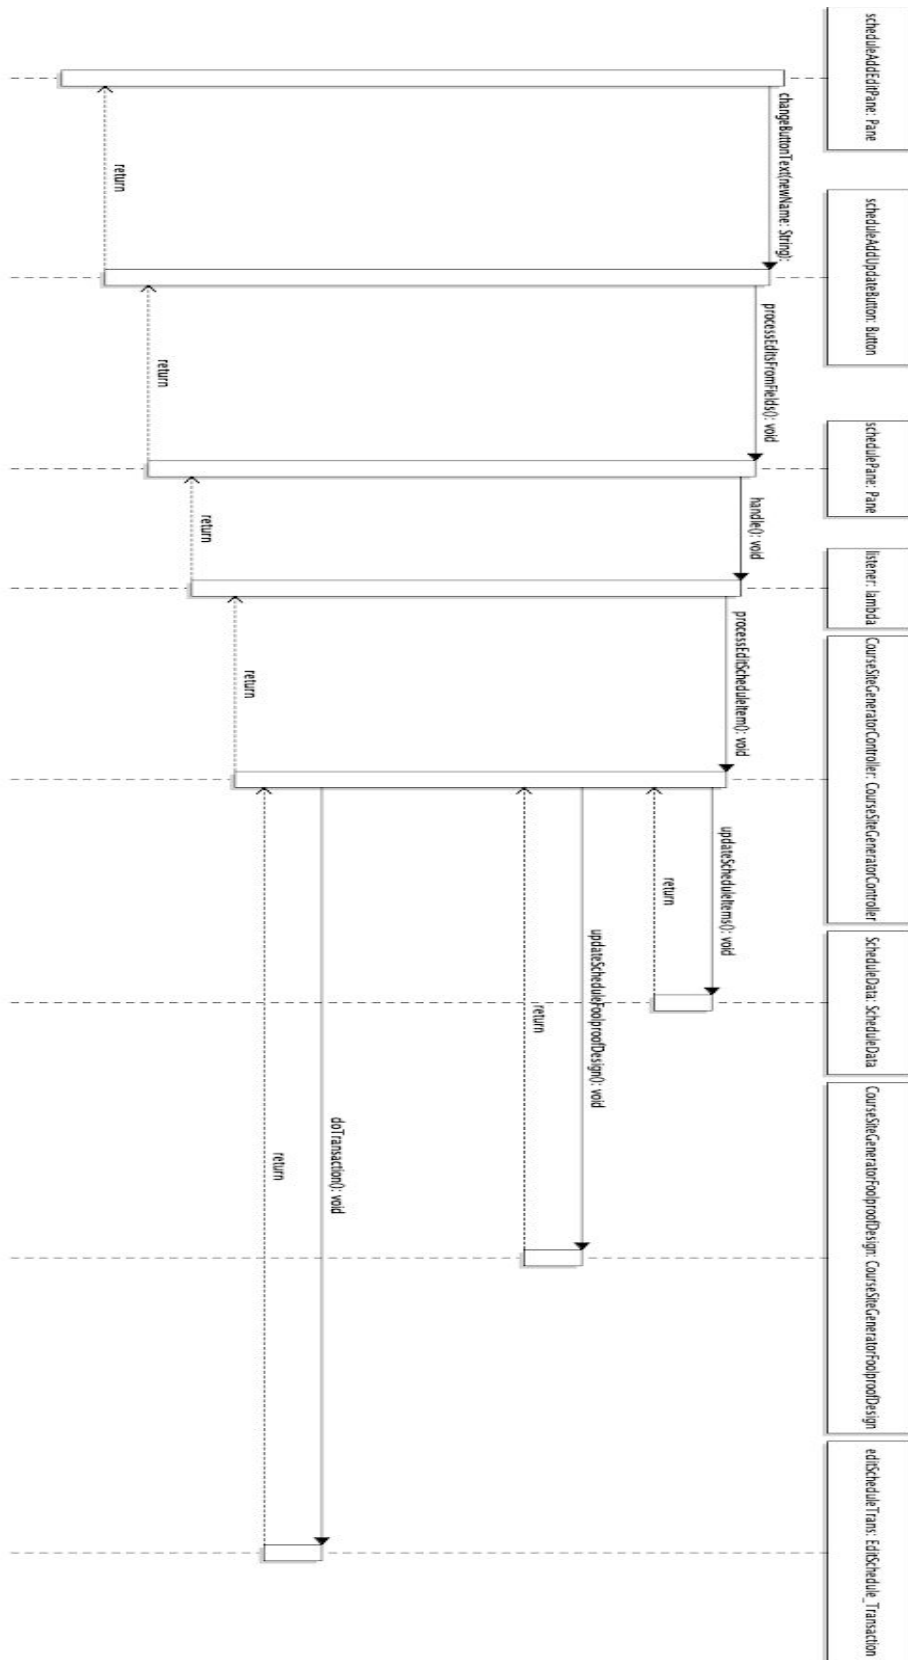 scheduleAddEditPane: Pane
scheduleAddUpdateButton: Button
schedulePane: Pane
listener: lambda
CourseSiteGeneratorController: CourseSiteGeneratorController
ScheduleData: ScheduleData
CourseSiteGeneratorFoolproofDesign: CourseSiteGeneratorFoolproofDesign
editScheduleTrans: EditSchedule_Transaction
changeButtonText(newName: String):
processEditsFromFields(): void
handle(): void
processEditScheduleItem(): void
updateScheduleItems(): void
return
updateScheduleFoolproofDesign(): void
return
doTransaction(): void
return
return
return
return
return